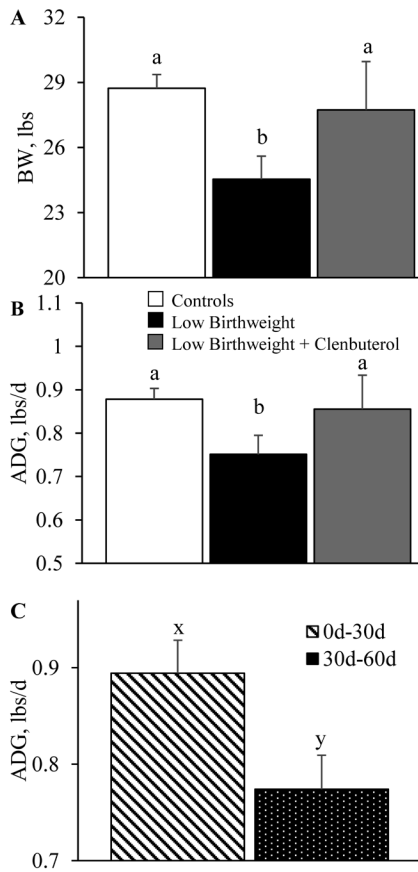 A
BW, lbs
32
29
26
23
20
a
b
a
B
ADG, lbs/d
1.1
1
0.9
0.8
0.7
0.6
0.5
Controls
Low Birthweight
Low Birthweight + Clenbuterol
a
b
a
C
ADG, lbs/d
0.9
0.8
0.7
x
y
0d-30d
30d-60d